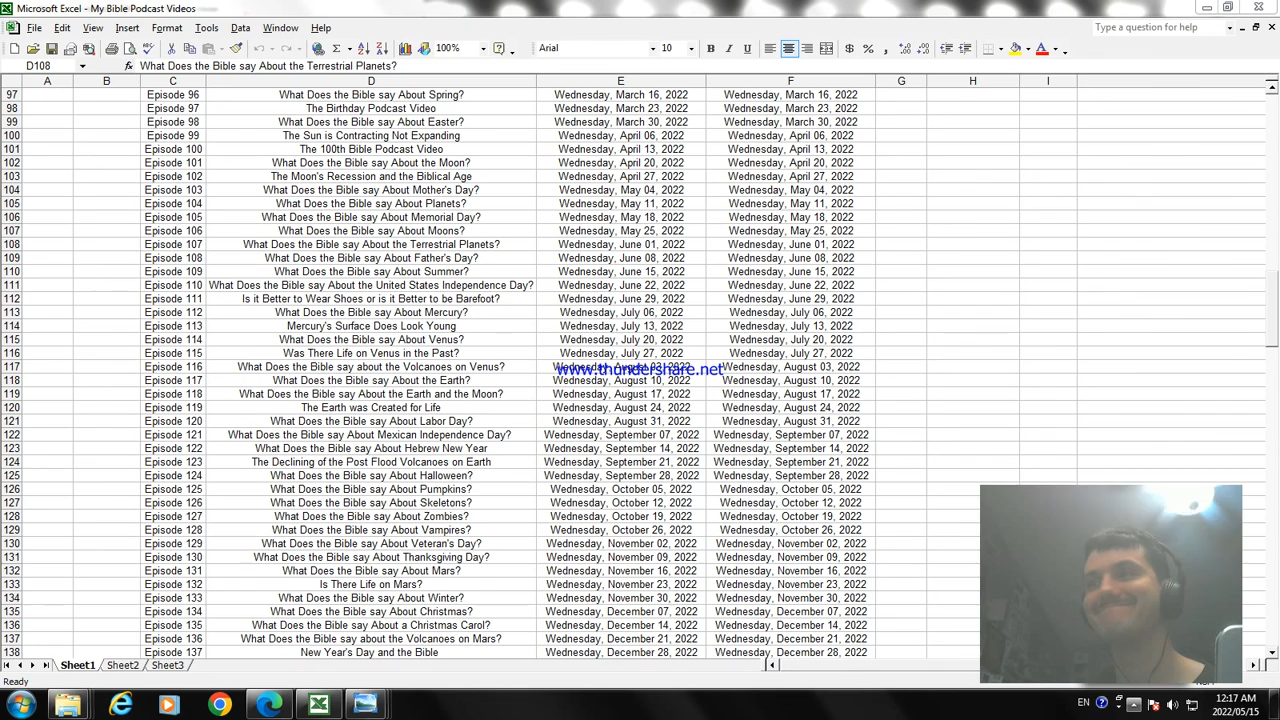 Microsoft Excel - My Bible Podcast Videos
File Edit View Insert Format Tools Data Window Help Type a question for help
100% Arial 10 B I U $ % ,
D108 fx What Does the Bible say About the Terrestrial Planets?
A B C D E F G H I
97 Episode 96 What Does the Bible say About Spring? Wednesday, March 16, 2022 Wednesday, March 16, 2022
98 Episode 97 The Birthday Podcast Video Wednesday, March 23, 2022 Wednesday, March 23, 2022
99 Episode 98 What Does the Bible say About Easter? Wednesday, March 30, 2022 Wednesday, March 30, 2022
100 Episode 99 The Sun is Contracting Not Expanding Wednesday, April 06, 2022 Wednesday, April 06, 2022
101 Episode 100 The 100th Bible Podcast Video Wednesday, April 13, 2022 Wednesday, April 13, 2022
102 Episode 101 What Does the Bible say About the Moon? Wednesday, April 20, 2022 Wednesday, April 20, 2022
103 Episode 102 The Moon's Recession and the Biblical Age Wednesday, April 27, 2022 Wednesday, April 27, 2022
104 Episode 103 What Does the Bible say About Mother's Day? Wednesday, May 04, 2022 Wednesday, May 04, 2022
105 Episode 104 What Does the Bible say About Planets? Wednesday, May 11, 2022 Wednesday, May 11, 2022
106 Episode 105 What Does the Bible say About Memorial Day? Wednesday, May 18, 2022 Wednesday, May 18, 2022
107 Episode 106 What Does the Bible say About Moons? Wednesday, May 25, 2022 Wednesday, May 25, 2022
108 Episode 107 What Does the Bible say About the Terrestrial Planets? Wednesday, June 01, 2022 Wednesday, June 01, 2022
109 Episode 108 What Does the Bible say About Father's Day? Wednesday, June 08, 2022 Wednesday, June 08, 2022
110 Episode 109 What Does the Bible say About Summer? Wednesday, June 15, 2022 Wednesday, June 15, 2022
111 Episode 110 What Does the Bible say About the United States Independence Day? Wednesday, June 22, 2022 Wednesday, June 22, 2022
112 Episode 111 Is it Better to Wear Shoes or is it Better to be Barefoot? Wednesday, June 29, 2022 Wednesday, June 29, 2022
113 Episode 112 What Does the Bible say About Mercury? Wednesday, July 06, 2022 Wednesday, July 06, 2022
114 Episode 113 Mercury's Surface Does Look Young Wednesday, July 13, 2022 Wednesday, July 13, 2022
115 Episode 114 What Does the Bible say About Venus? Wednesday, July 20, 2022 Wednesday, July 20, 2022
116 Episode 115 Was There Life on Venus in the Past? Wednesday, July 27, 2022 Wednesday, July 27, 2022
117 Episode 116 What Does the Bible say about the Volcanoes on Venus? Wednesday, August 03, 2022 Wednesday, August 03, 2022
www.thundershare.net
118 Episode 117 What Does the Bible say About the Earth? Wednesday, August 10, 2022 Wednesday, August 10, 2022
119 Episode 118 What Does the Bible say About the Earth and the Moon? Wednesday, August 17, 2022 Wednesday, August 17, 2022
120 Episode 119 The Earth was Created for Life Wednesday, August 24, 2022 Wednesday, August 24, 2022
121 Episode 120 What Does the Bible say About Labor Day? Wednesday, August 31, 2022 Wednesday, August 31, 2022
122 Episode 121 What Does the Bible say About Mexican Independence Day? Wednesday, September 07, 2022 Wednesday, September 07, 2022
123 Episode 122 What Does the Bible say About Hebrew New Year Wednesday, September 14, 2022 Wednesday, September 14, 2022
124 Episode 123 The Declining of the Post Flood Volcanoes on Earth Wednesday, September 21, 2022 Wednesday, September 21, 2022
125 Episode 124 What Does the Bible say About Halloween? Wednesday, September 28, 2022 Wednesday, September 28, 2022
126 Episode 125 What Does the Bible say About Pumpkins? Wednesday, October 05, 2022 Wednesday, October 05, 2022
127 Episode 126 What Does the Bible say About Skeletons? Wednesday, October 12, 2022 Wednesday, October 12, 2022
128 Episode 127 What Does the Bible say About Zombies? Wednesday, October 19, 2022 Wednesday, October 19, 2022
129 Episode 128 What Does the Bible say About Vampires? Wednesday, October 26, 2022 Wednesday, October 26, 2022
130 Episode 129 What Does the Bible say About Veteran's Day? Wednesday, November 02, 2022 Wednesday, November 02, 2022
131 Episode 130 What Does the Bible say About Thanksgiving Day? Wednesday, November 09, 2022 Wednesday, November 09, 2022
132 Episode 131 What Does the Bible say About Mars? Wednesday, November 16, 2022 Wednesday, November 16, 2022
133 Episode 132 Is There Life on Mars? Wednesday, November 23, 2022 Wednesday, November 23, 2022
134 Episode 133 What Does the Bible say About Winter? Wednesday, November 30, 2022 Wednesday, November 30, 2022
135 Episode 134 What Does the Bible say About Christmas? Wednesday, December 07, 2022 Wednesday, December 07, 2022
136 Episode 135 What Does the Bible say About a Christmas Carol? Wednesday, December 14, 2022 Wednesday, December 14, 2022
137 Episode 136 What Does the Bible say about the Volcanoes on Mars? Wednesday, December 21, 2022 Wednesday, December 21, 2022
138 Episode 137 New Year's Day and the Bible Wednesday, December 28, 2022 Wednesday, December 28, 2022
Sheet1 Sheet2 Sheet3
Ready
EN 12:17 AM
2022/05/15